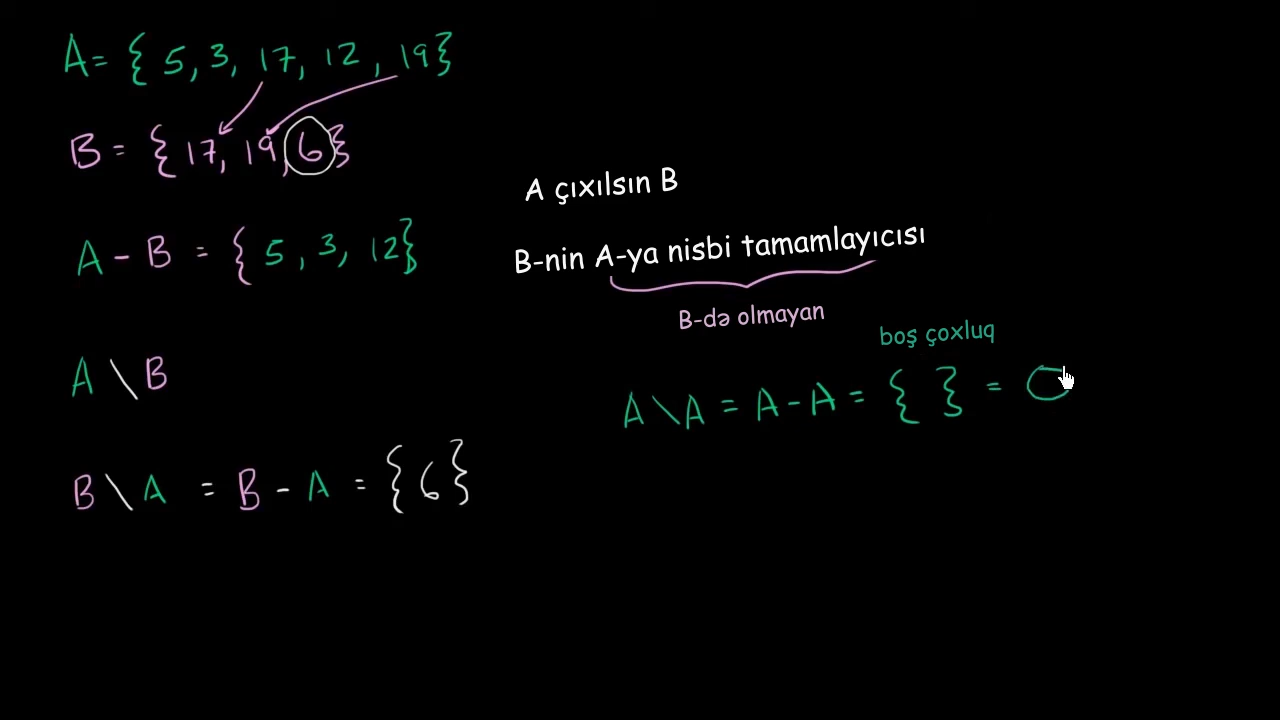 A = { 5, 3, 17, 12, 19}
B = { 17, 19, 6}
A çıxılsın B
A - B = { 5, 3, 12}
B-nin A-ya nisbi tamamlayıcısı
B-də olmayan
boş çoxluq
A \ B
A \ A = A - A = { } = O
B \ A = B - A = { 6 }